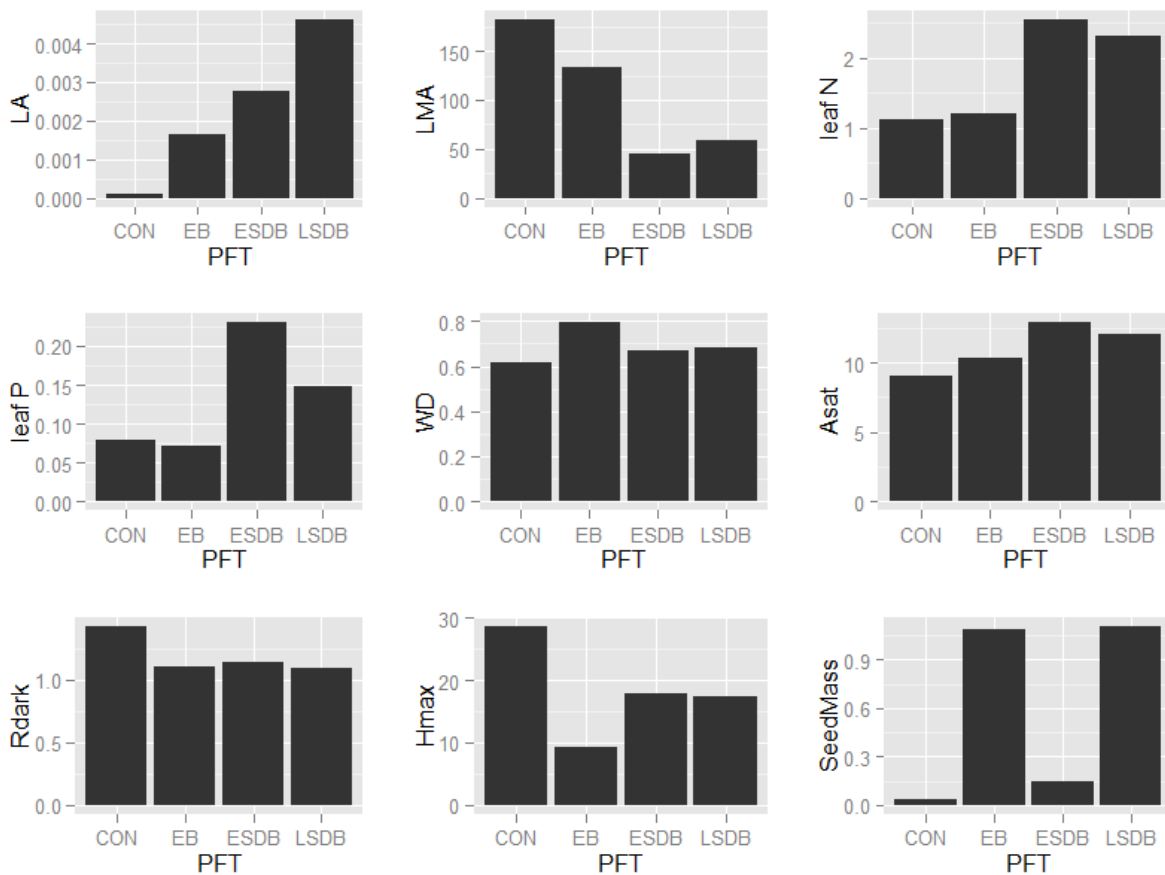 LA
0.004
0.003
0.002
0.001
0.000
CON EB ESDB LSDB
PFT
LMA
150
100
50
0
CON EB ESDB LSDB
PFT
leaf N
2
1
0
CON EB ESDB LSDB
PFT
leaf P
0.20
0.15
0.10
0.05
0.00
CON EB ESDB LSDB
PFT
WD
0.8
0.6
0.4
0.2
0.0
CON EB ESDB LSDB
PFT
Asat
10
5
0
CON EB ESDB LSDB
PFT
Rdark
1.0
0.5
0.0
CON EB ESDB LSDB
PFT
Hmax
30
20
10
0
CON EB ESDB LSDB
PFT
SeedMass
0.9
0.6
0.3
0.0
CON EB ESDB LSDB
PFT